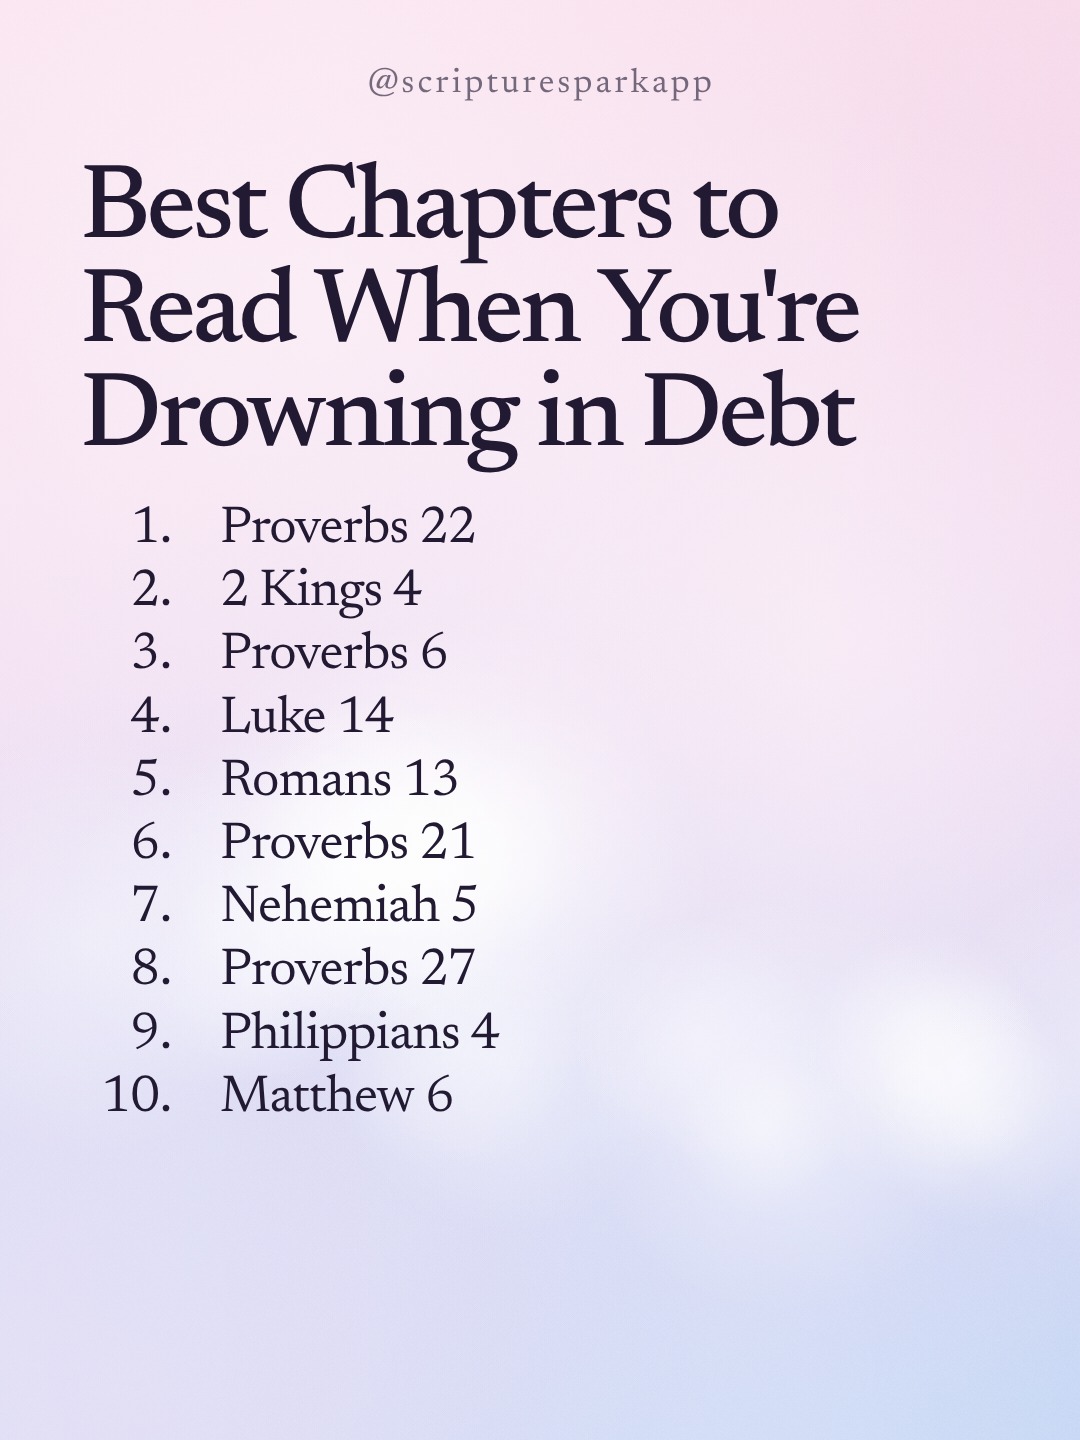 @scripturesparkapp
Best Chapters to
Read When You're
Drowning in Debt
1. Proverbs 22
2. 2 Kings 4
3. Proverbs 6
4. Luke 14
5. Romans 13
6. Proverbs 21
7. Nehemiah 5
8. Proverbs 27
9. Philippians 4
10. Matthew 6